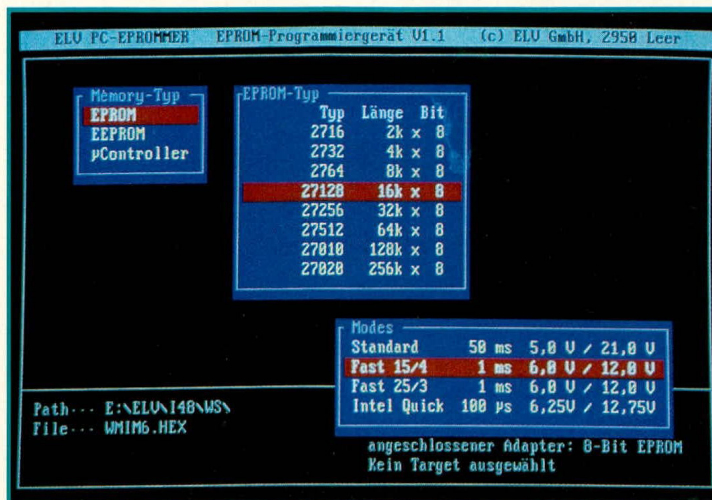 ELV PC-EPROMMER EPROM-Programmiergerät V1.1 (c) ELV GmbH, 2950 Leer
Memory-Typ
EPROM
EEPROM
µController
EPROM-Typ
Typ Länge Bit
2716 2k x 8
2732 4k x 8
2764 8k x 8
27128 16k x 8
27256 32k x 8
27512 64k x 8
27010 128k x 8
27020 256k x 8
Modes
Standard 50 ms 5,0 V / 21,0 V
Fast 15/4 1 ms 6,0 V / 12,0 V
Fast 25/3 1 ms 6,0 V / 12,0 V
Intel Quick 100 µs 6,25V / 12,75V
Path··· E:\ELV\I48\WS\
File··· WMIM6.HEX
angeschlossener Adapter: 8-Bit EPROM
Kein Target ausgewählt